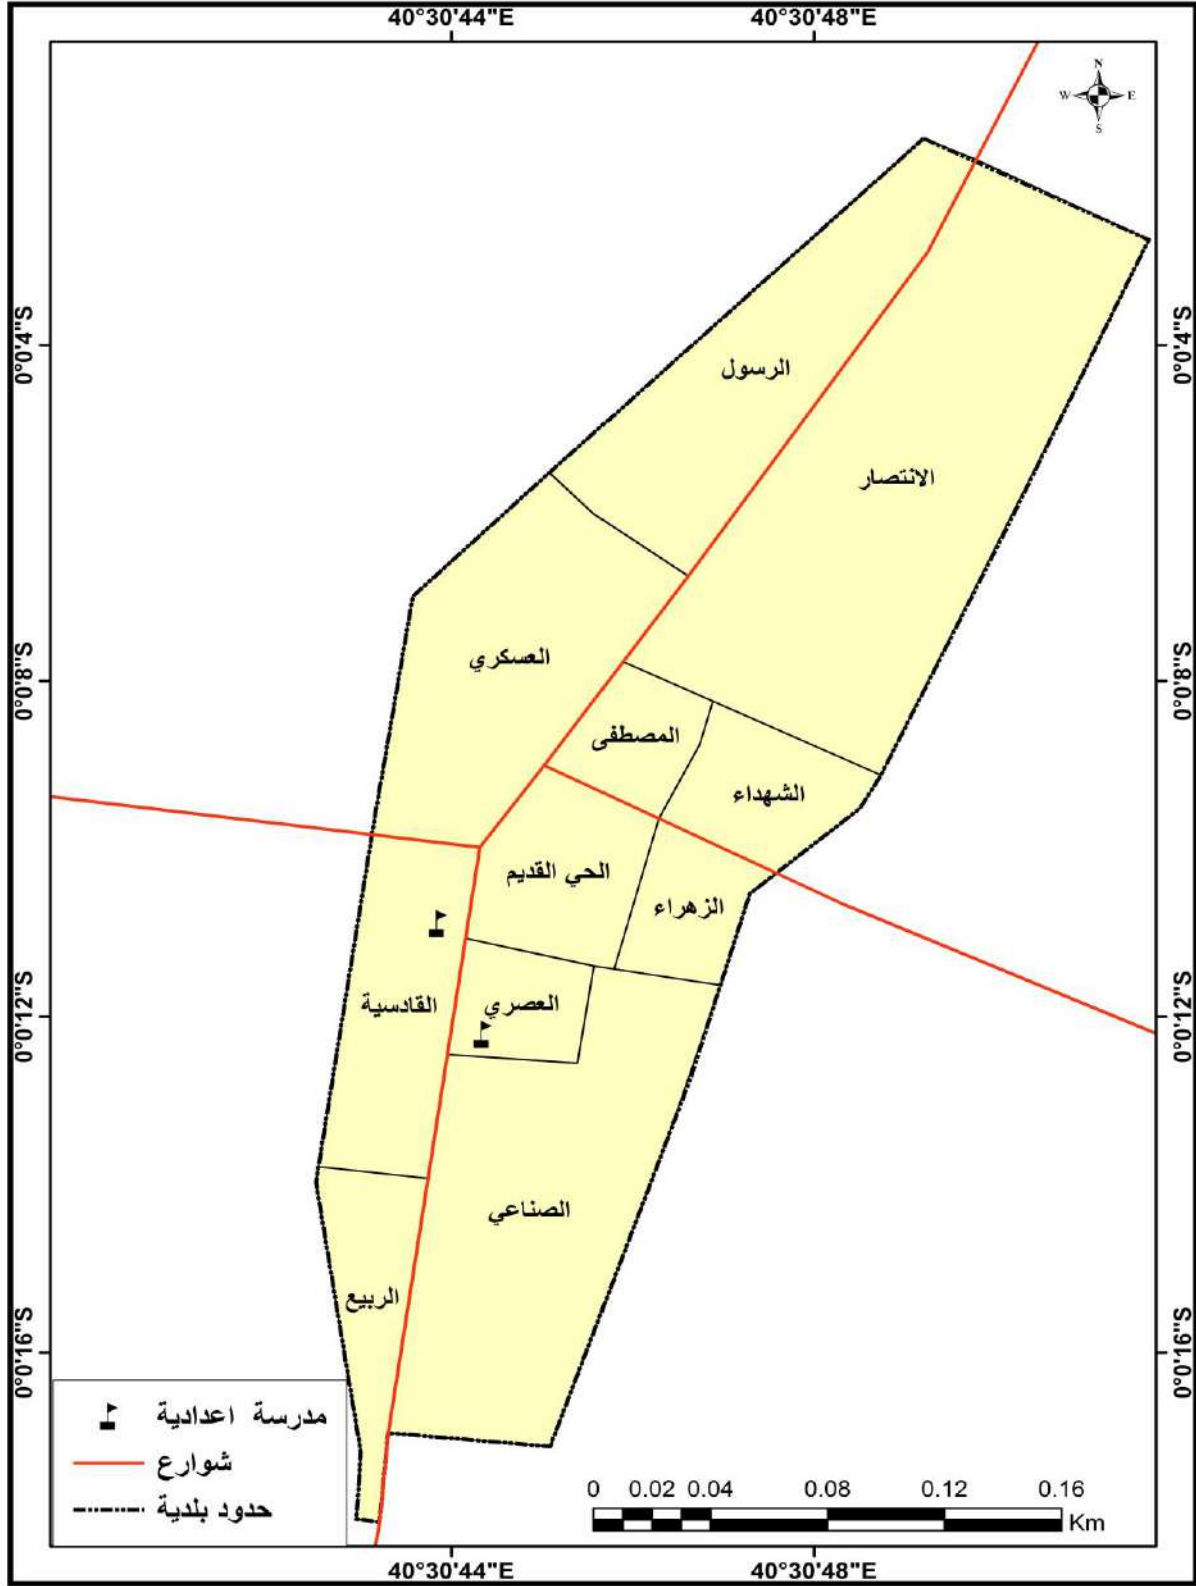 40°30'44"E 40°30'48"E
N
W E
S
0°0'4"S 0°0'4"S
الرسول
الانتصار
العسكري
0°0'8"S 0°0'8"S
المصطفى
الشهداء
الحي القديم
الزهراء
القادسية
العصري
0°0'12"S 0°0'12"S
الصناعي
الربيع
0°0'16"S 0°0'16"S
مدرسة اعدادية
شوارع
حدود بلدية
0 0.02 0.04 0.08 0.12 0.16
Km
40°30'44"E 40°30'48"E